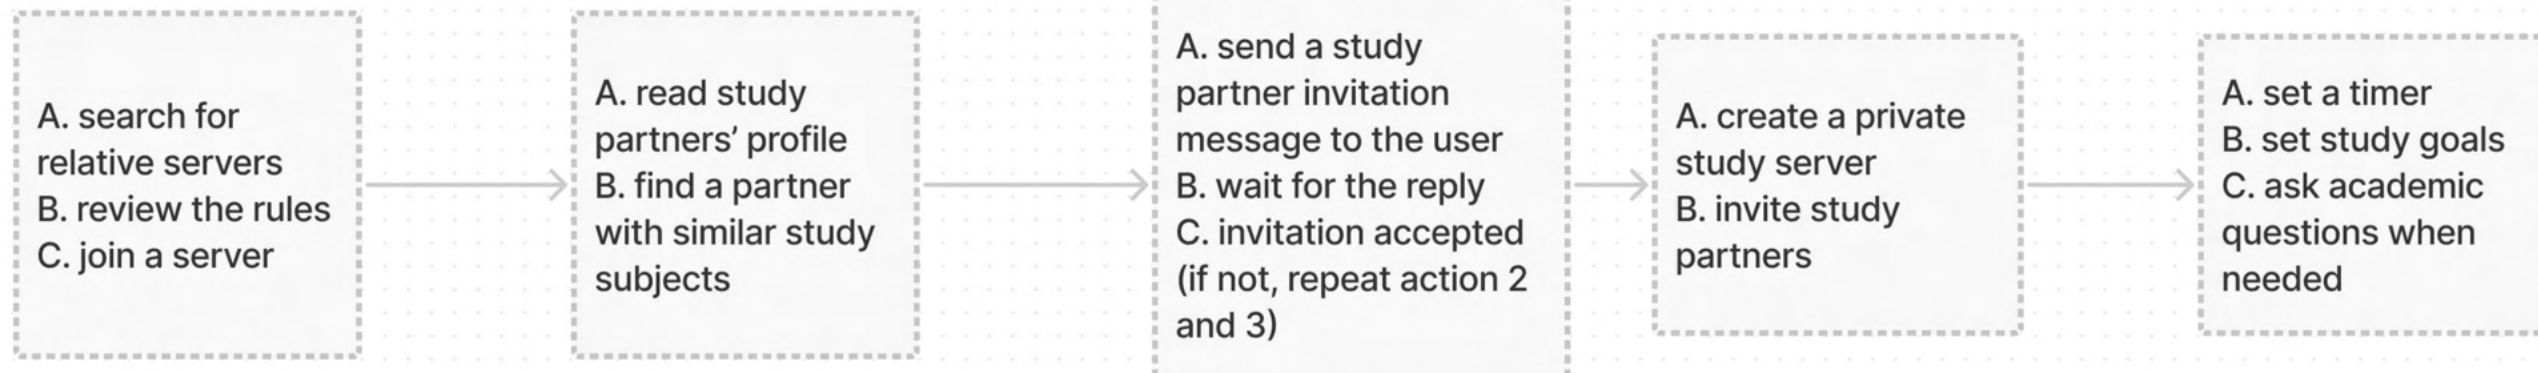 A. search for
relative servers
B. review the rules
C. join a server
A. read study
partners’ profile
B. find a partner
with similar study
subjects
A. send a study
partner invitation
message to the user
B. wait for the reply
C. invitation accepted
(if not, repeat action 2
and 3)
A. create a private
study server
B. invite study
partners
A. set a timer
B. set study goals
C. ask academic
questions when
needed